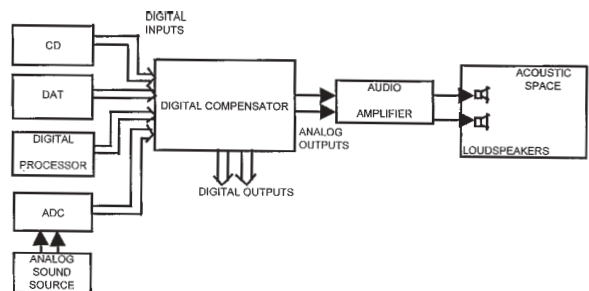 DIGITAL
INPUTS
CD
DAT
DIGITAL
PROCESSOR
ADC
ANALOG
SOUND
SOURCE
DIGITAL COMPENSATOR
DIGITAL OUTPUTS
ANALOG
OUTPUTS
AUDIO
AMPLIFIER
ACOUSTIC
SPACE
LOUDSPEAKERS